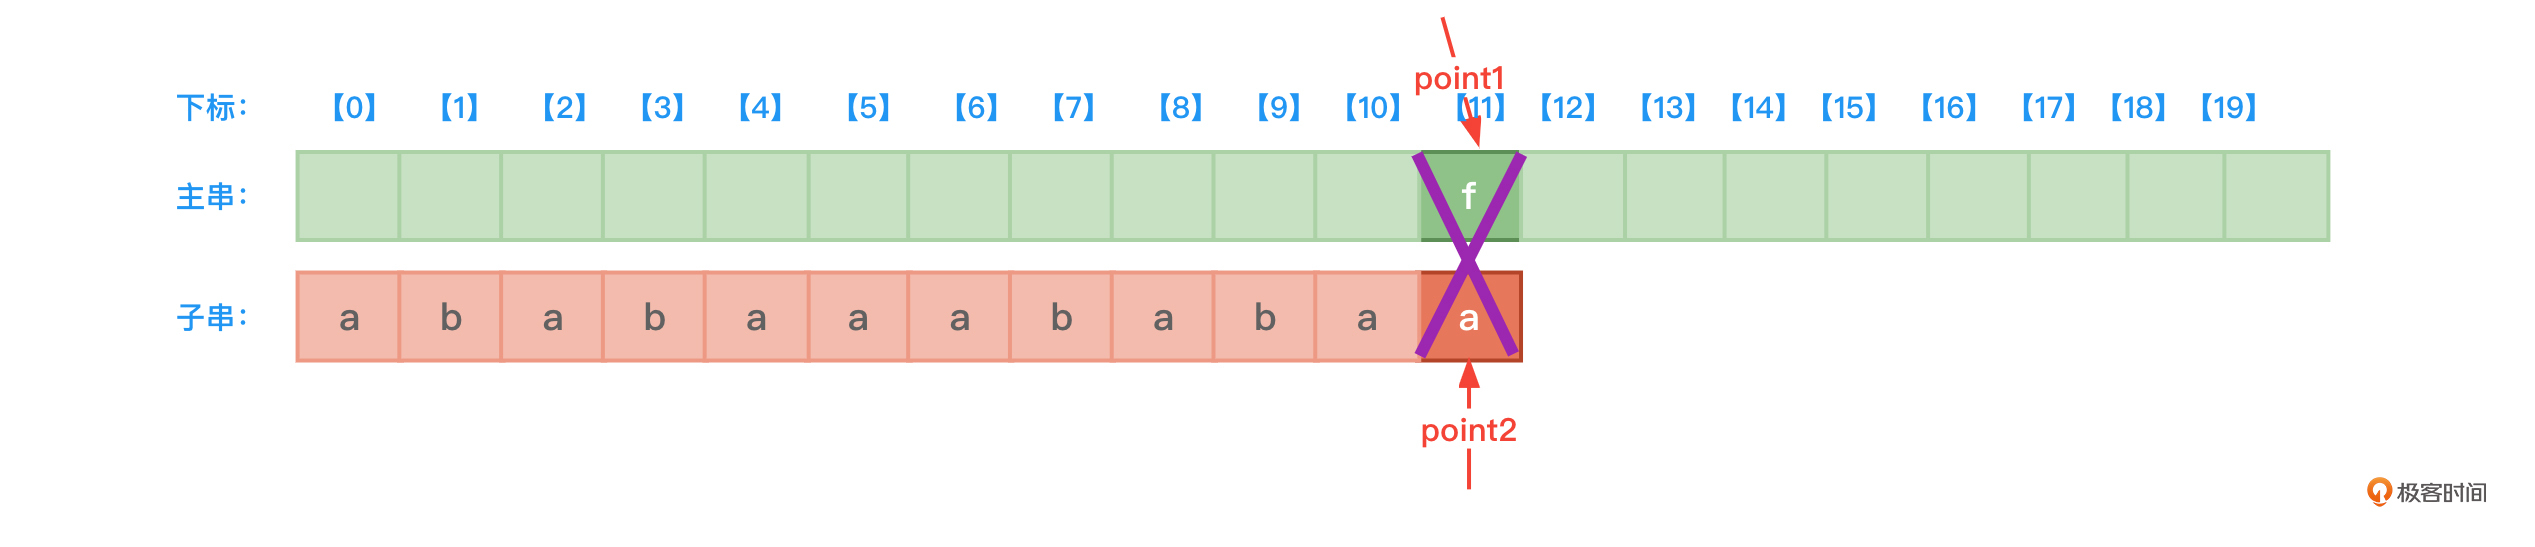 point1
下标： 【0】 【1】 【2】 【3】 【4】 【5】 【6】 【7】 【8】 【9】 【10】 【11】 【12】 【13】 【14】 【15】 【16】 【17】 【18】 【19】
主串： f
子串： a b a b a a a b a b a a
point2
极客时间